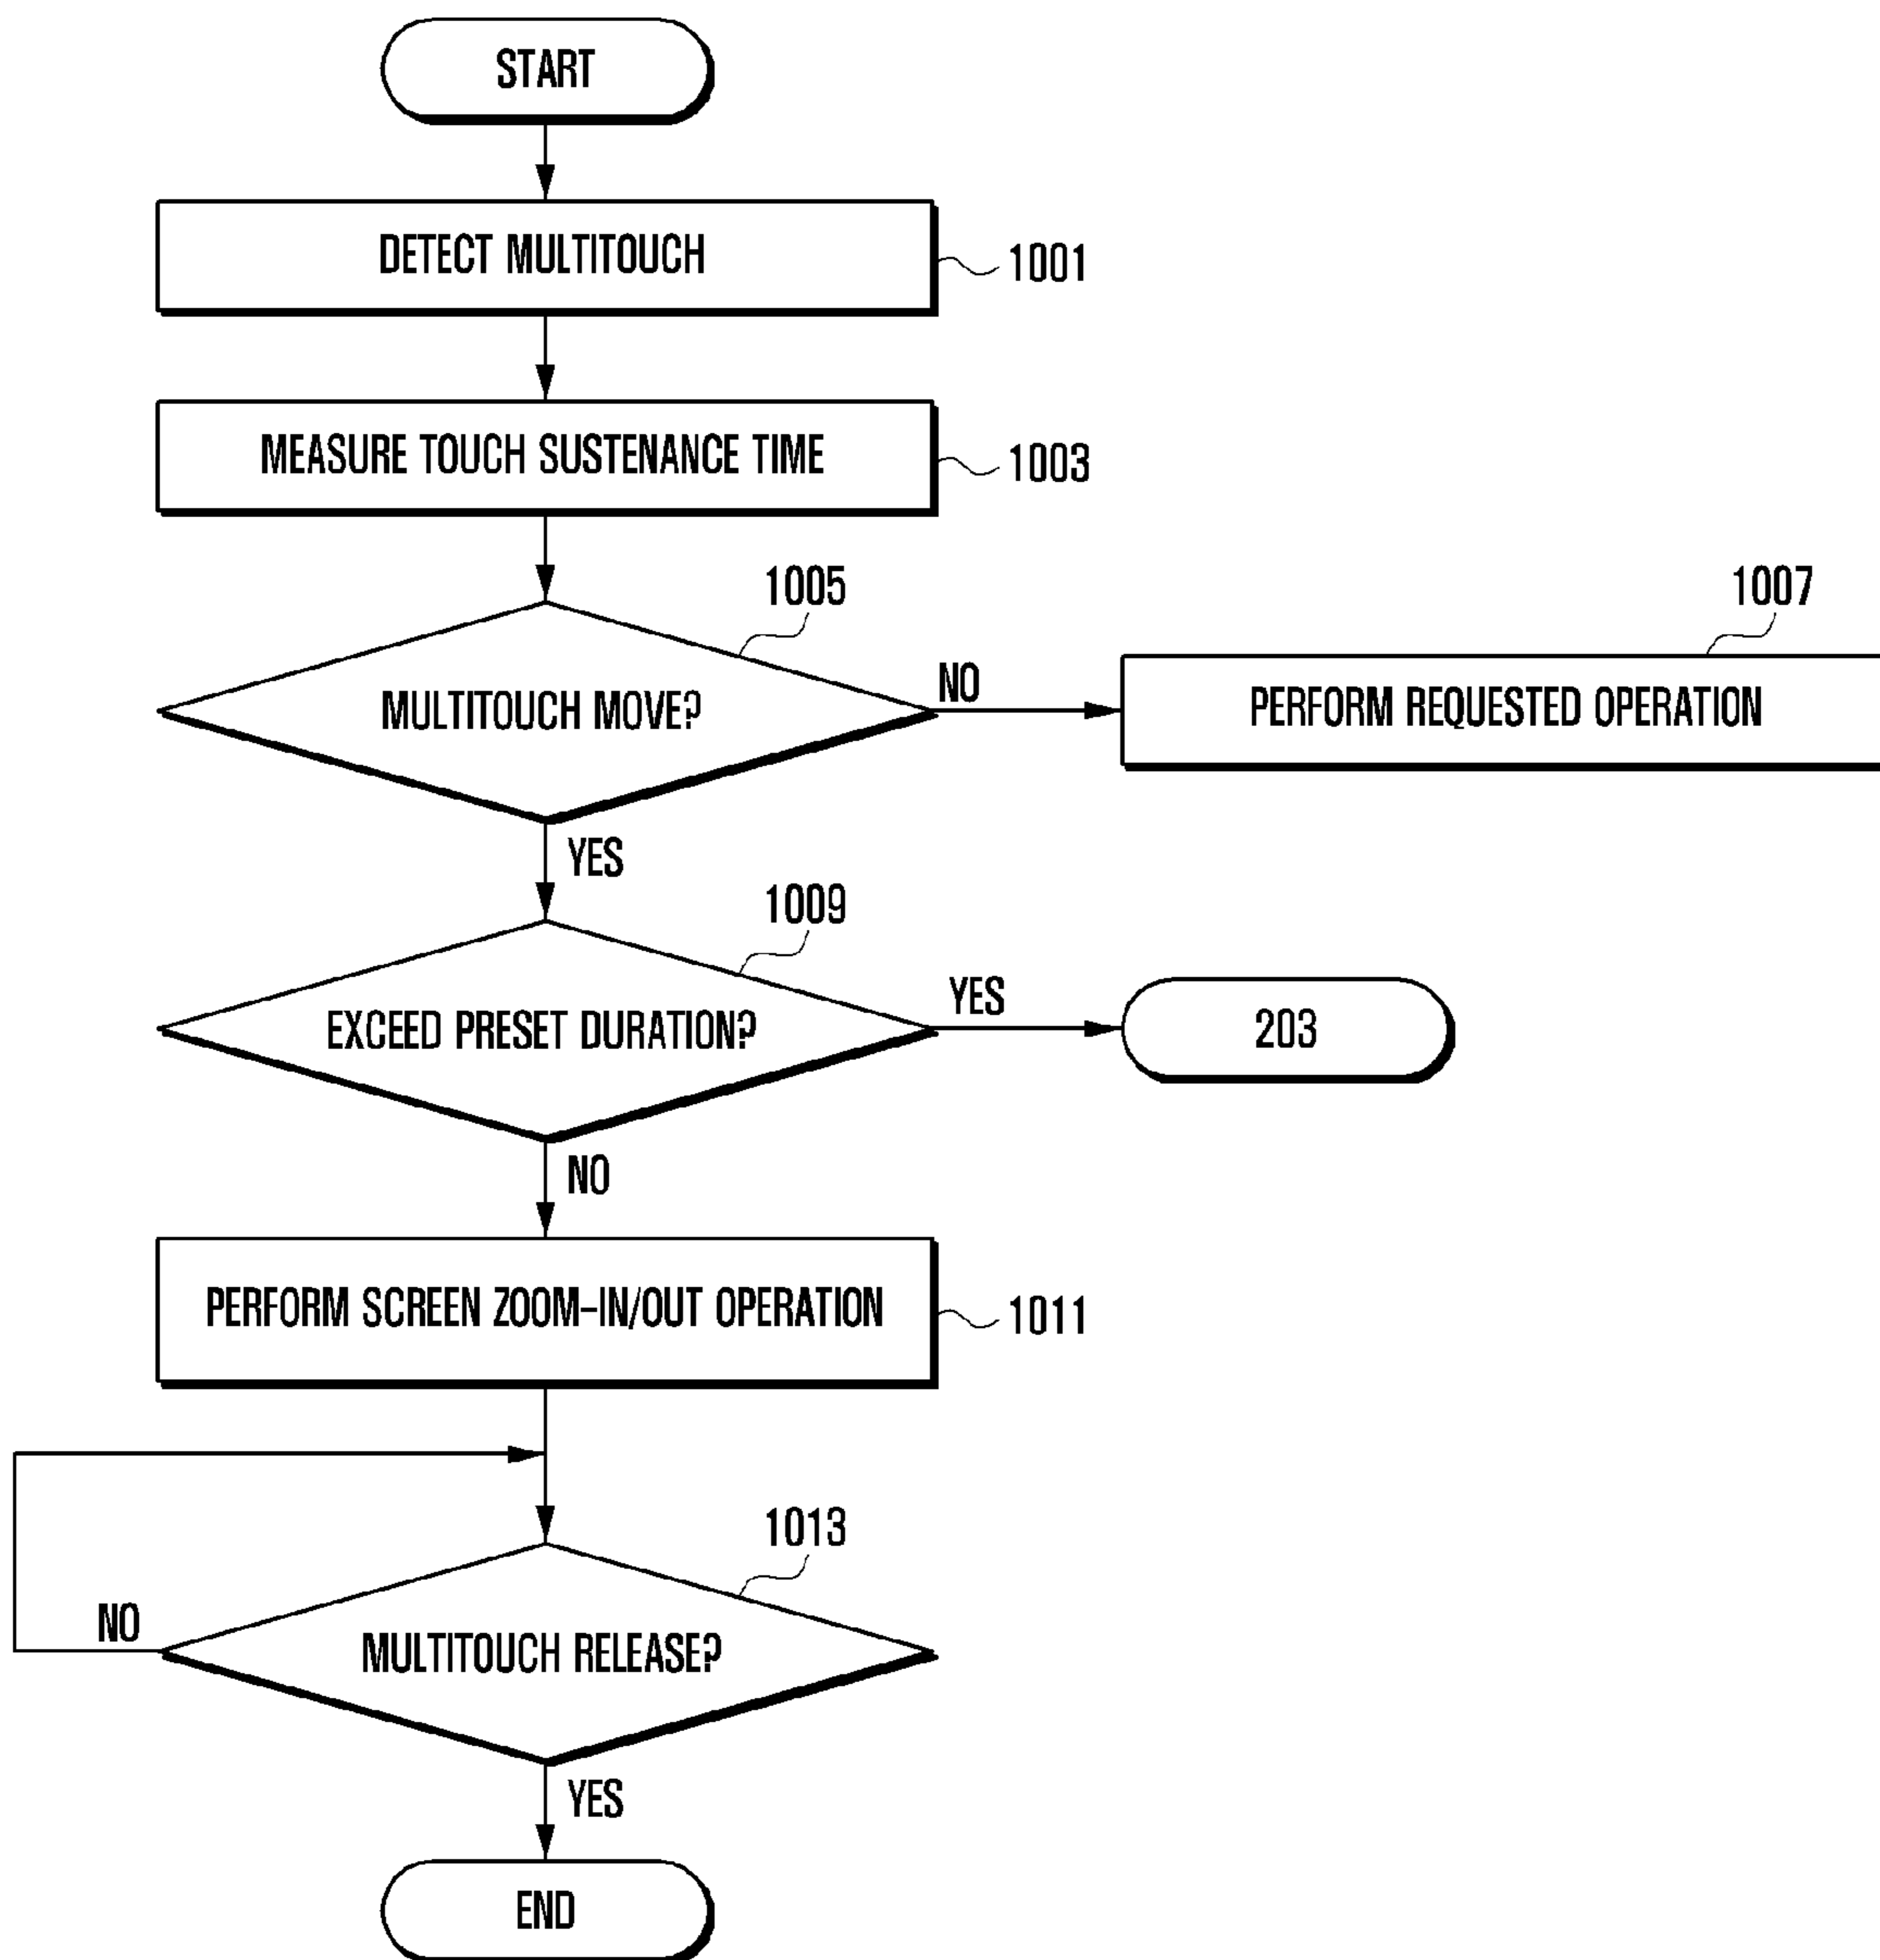 START
DETECT MULTITOUCH
1001
MEASURE TOUCH SUSTENANCE TIME
1003
1005
MULTITOUCH MOVE?
NO
1007
PERFORM REQUESTED OPERATION
YES
1009
EXCEED PRESET DURATION?
YES
203
NO
PERFORM SCREEN ZOOM-IN/OUT OPERATION
1011
1013
MULTITOUCH RELEASE?
NO
YES
END